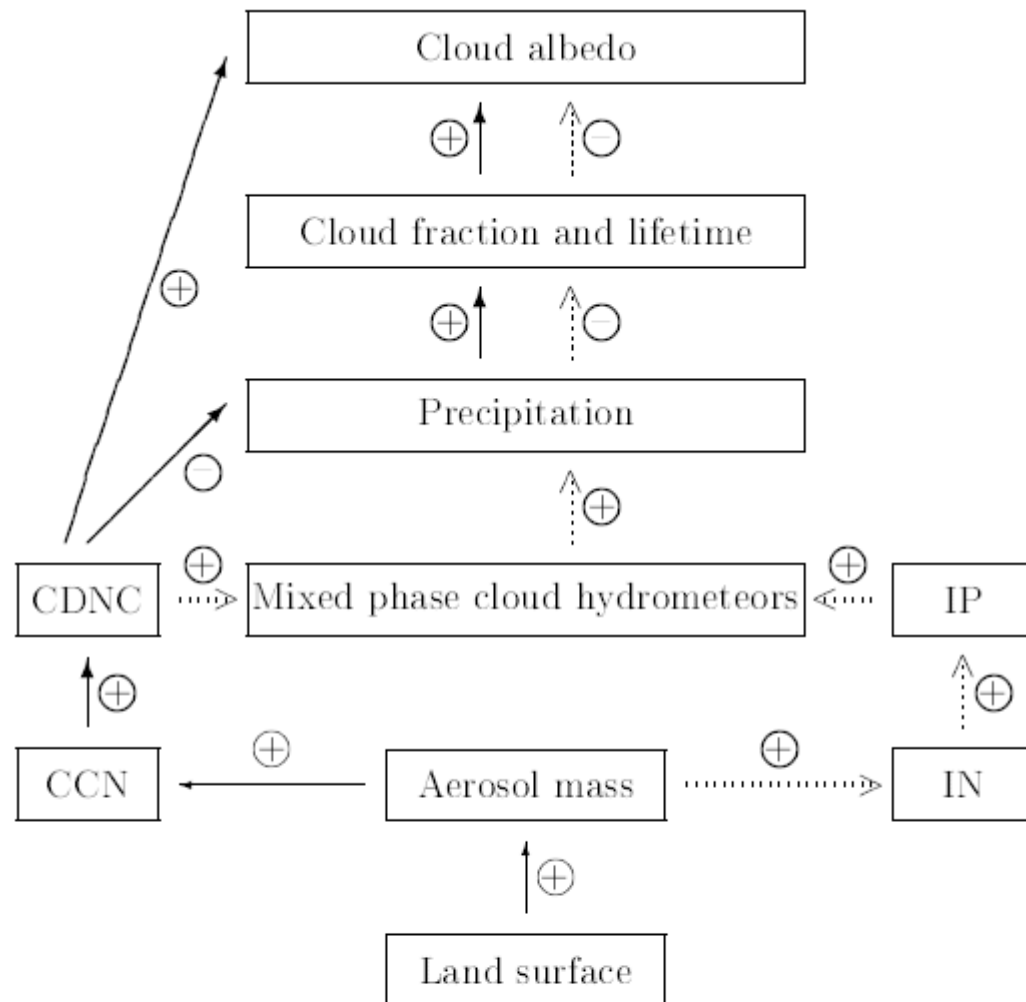 Cloud albedo
⊕ ⊖
Cloud fraction and lifetime
⊕
⊕ ⊖
Precipitation
⊖
⊕
⊕ ⊕
CDNC Mixed phase cloud hydrometeors IP
⊕ ⊕
⊕ ⊕
CCN Aerosol mass IN
⊕
Land surface